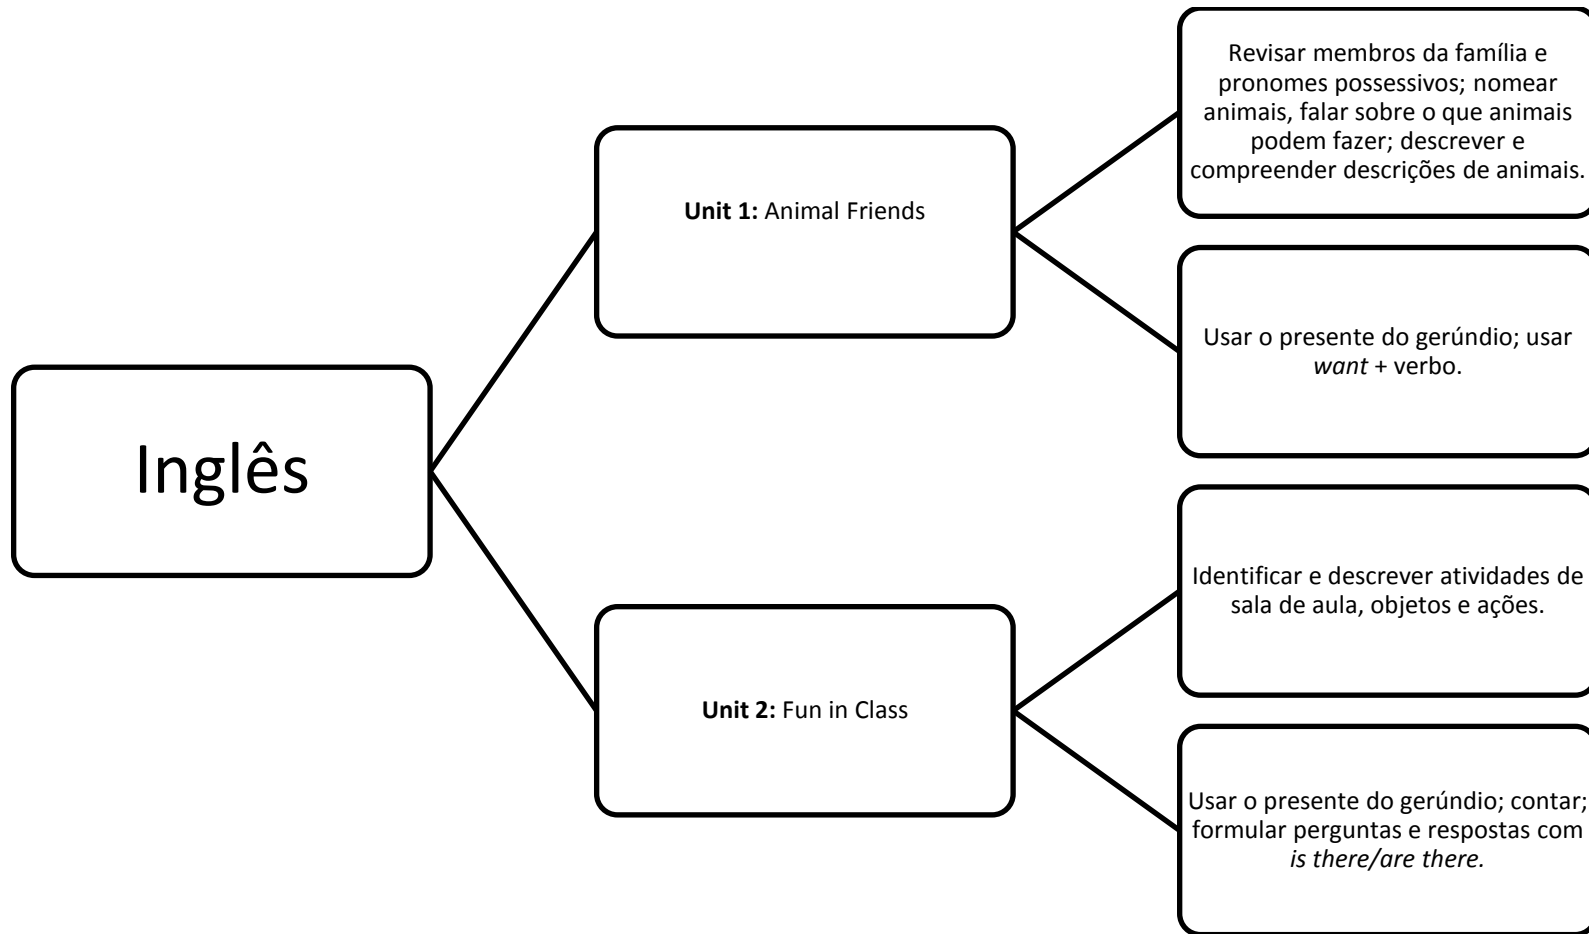 Inglês
Unit 1: Animal Friends
Revisar membros da família e
pronomes possessivos; nomear
animais, falar sobre o que animais
podem fazer; descrever e
compreender descrições de animais.
Usar o presente do gerúndio; usar
want + verbo.
Unit 2: Fun in Class
Identificar e descrever atividades de
sala de aula, objetos e ações.
Usar o presente do gerúndio; contar;
formular perguntas e respostas com
is there/are there.